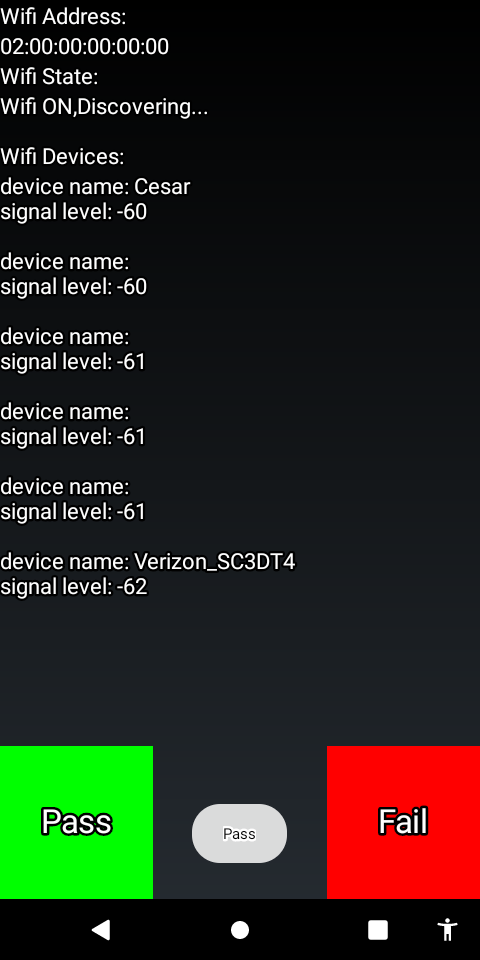 Wifi Address:
02:00:00:00:00:00
Wifi State:
Wifi ON,Discovering...
Wifi Devices:
device name: Cesar
signal level: -60
device name:
signal level: -60
device name:
signal level: -61
device name:
signal level: -61
device name:
signal level: -61
device name: Verizon_SC3DT4
signal level: -62
Pass
Pass
Fail